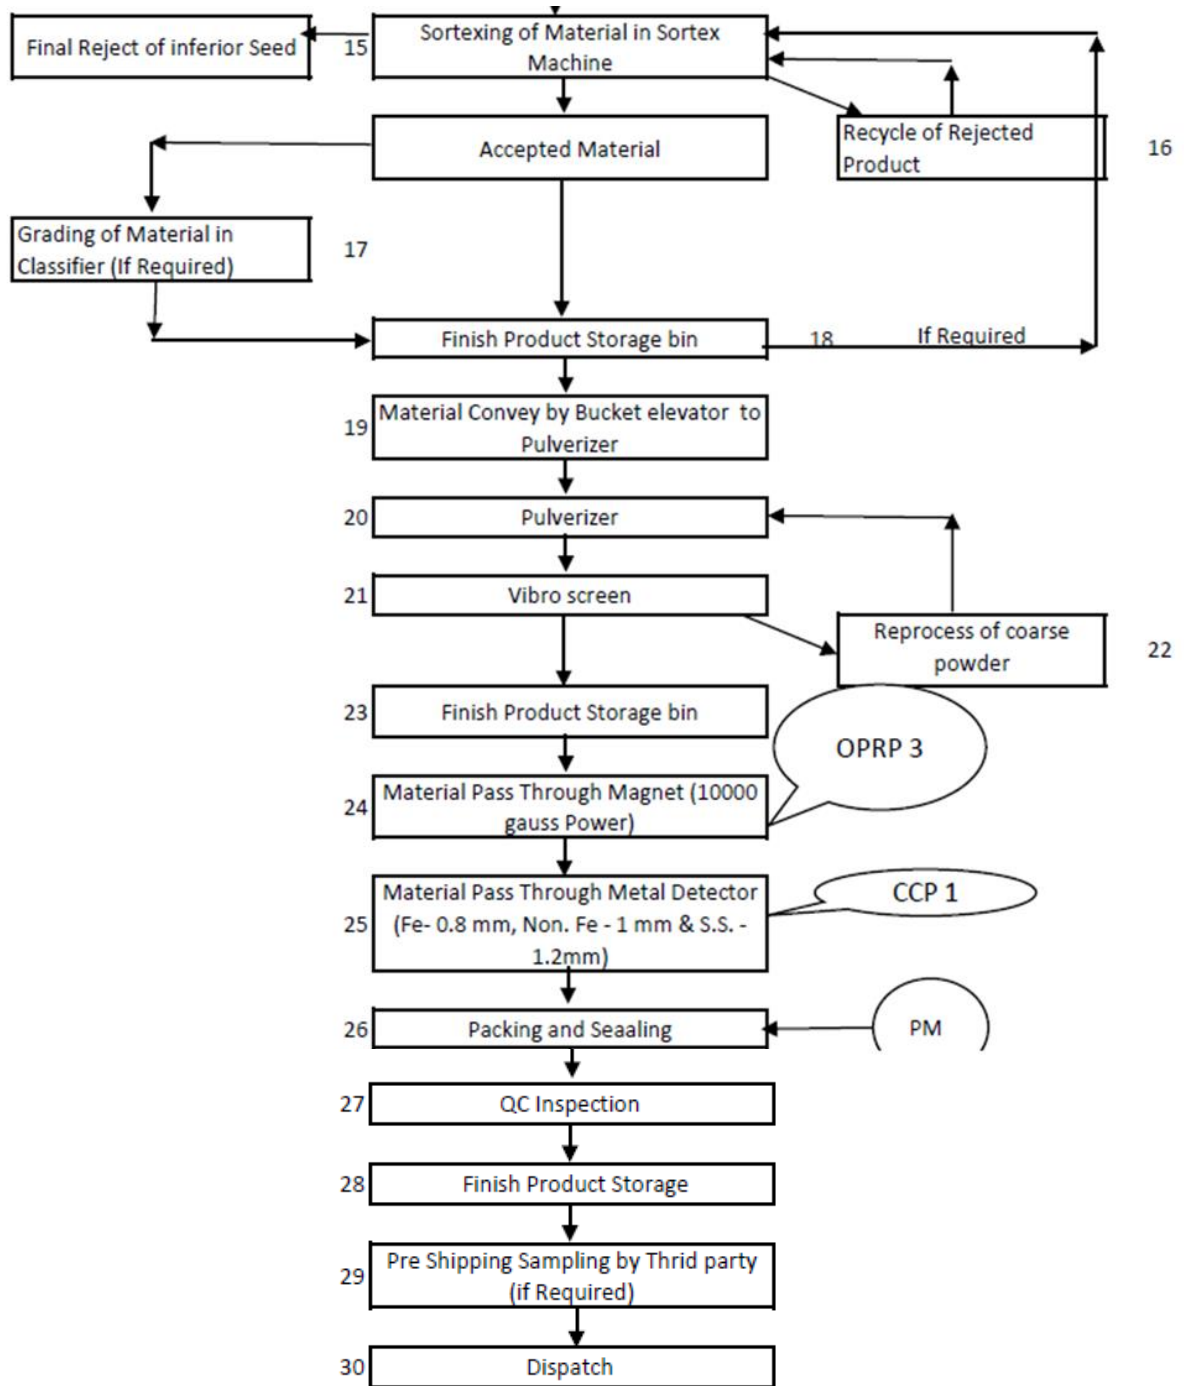 Final Reject of inferior Seed
15
Sortexing of Material in Sortex
Machine
Accepted Material
Recycle of Rejected
Product
16
Grading of Material in
Classifier (If Required)
17
Finish Product Storage bin
18
If Required
19
Material Convey by Bucket elevator to
Pulverizer
20
Pulverizer
21
Vibro screen
Reprocess of coarse
powder
22
23
Finish Product Storage bin
OPRP 3
24
Material Pass Through Magnet (10000
gauss Power)
25
Material Pass Through Metal Detector
(Fe- 0.8 mm, Non. Fe - 1 mm & S.S. -
1.2mm)
CCP 1
26
Packing and Seaaling
PM
27
QC Inspection
28
Finish Product Storage
29
Pre Shipping Sampling by Thrid party
(if Required)
30
Dispatch